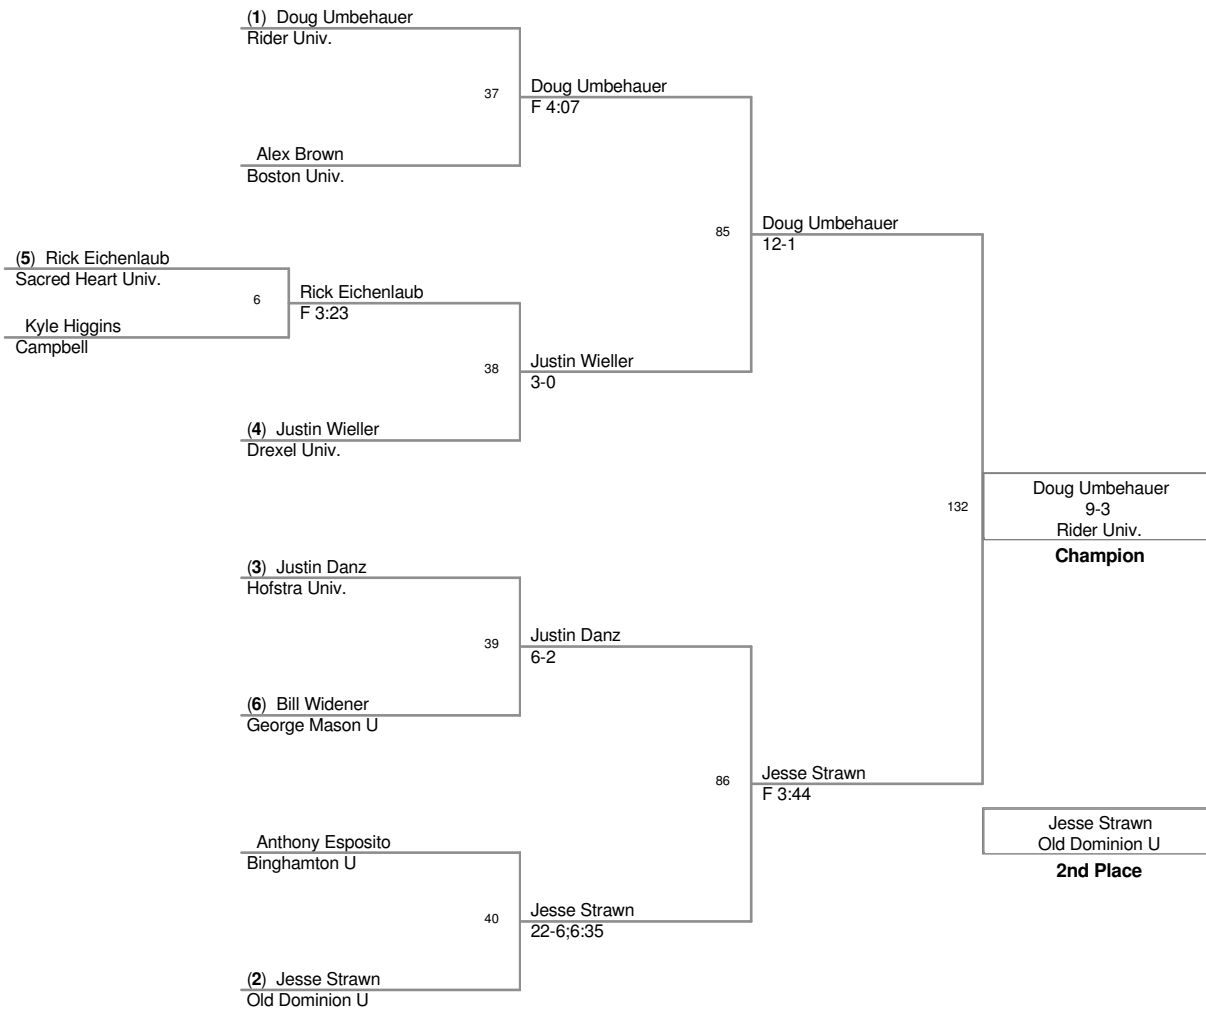 (1) Doug Umbehauer
Rider Univ.
37
Doug Umbehauer
F 4:07
Alex Brown
Boston Univ.
85
Doug Umbehauer
12-1
(5) Rick Eichenlaub
Sacred Heart Univ.
6
Rick Eichenlaub
F 3:23
Kyle Higgins
Campbell
38
Justin Wieller
3-0
(4) Justin Wieller
Drexel Univ.
132
Doug Umbehauer
9-3
Rider Univ.
Champion
(3) Justin Danz
Hofstra Univ.
39
Justin Danz
6-2
(6) Bill Widener
George Mason U
86
Jesse Strawn
F 3:44
Anthony Esposito
Binghamton U
40
Jesse Strawn
22-6;6:35
(2) Jesse Strawn
Old Dominion U
Jesse Strawn
Old Dominion U
2nd Place